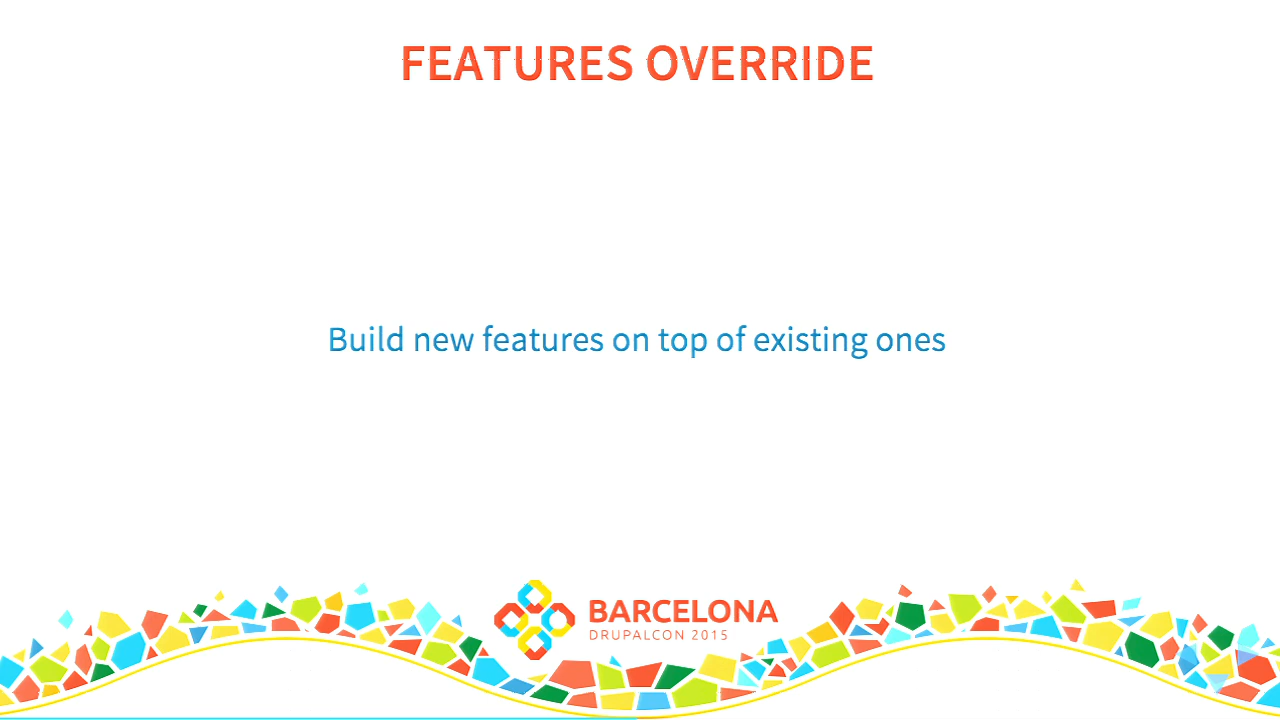 FEATURES OVERRIDE
Build new features on top of existing ones
BARCELONA
DRUPALCON 2015